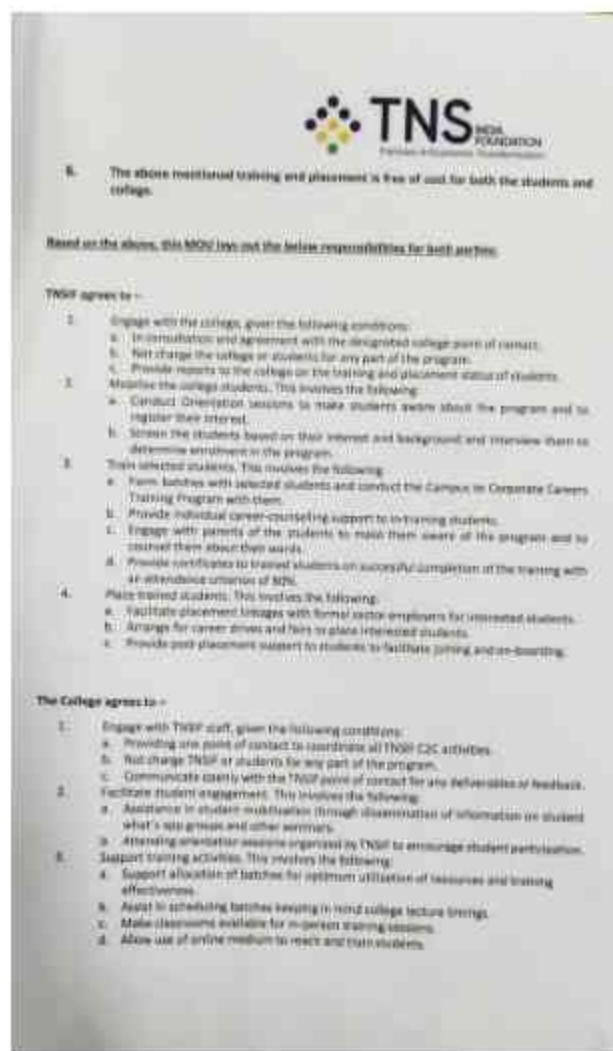 TNS INDIA
FOUNDATION
6. The above mentioned training and placement is free of cost for both the students and
college.
Based on the above, this MOU lays out the below responsibilities for both parties:
TNSIF agrees to –
1. Engage with the college, given the following conditions:
a. In consultation and agreement with the designated college point of contact.
b. Not charge the college or students for any part of the program.
c. Provide reports to the college on the training and placement status of students.
2. Mobilise the college students. This involves the following:
a. Conduct Orientation sessions to make students aware about the program and to
register their interest.
b. Screen the students based on their interest and background and interview them to
determine enrolment in the program.
3. Train selected students. This involves the following:
a. Form batches with selected students and conduct the Campus to Corporate Careers
Training Program with them.
b. Provide individual career-counselling support to in-training students.
c. Engage with parents of the students to make them aware of the program and to
counsel them about their wards.
d. Provide certificates to trained students on successful completion of the training with
an attendance criterion of 80%.
4. Place trained students. This involves the following:
a. Facilitate placement linkages with formal sector employers for interested students.
b. Arrange for career drives and fairs to place interested students.
c. Provide post-placement support to students to facilitate joining and on-boarding.
The College agrees to –
1. Engage with TNSIF staff, given the following conditions:
a. Providing one point of contact to coordinate all TNSIF C2C activities.
b. Not charge TNSIF or students for any part of the program.
c. Communicate openly with the TNSIF point of contact for any deliverables or feedback.
2. Facilitate student engagement. This involves the following:
a. Assistance in student mobilization through dissemination of information on student
what's app groups and other seminars.
b. Attending orientation sessions organized by TNSIF to encourage student participation.
3. Support training activities. This involves the following:
a. Support allocation of batches for optimum utilization of resources and training
effectiveness.
b. Assist in scheduling batches keeping in mind college lecture timings.
c. Make classrooms available for in-person training sessions.
d. Allow use of online medium to reach and train students.